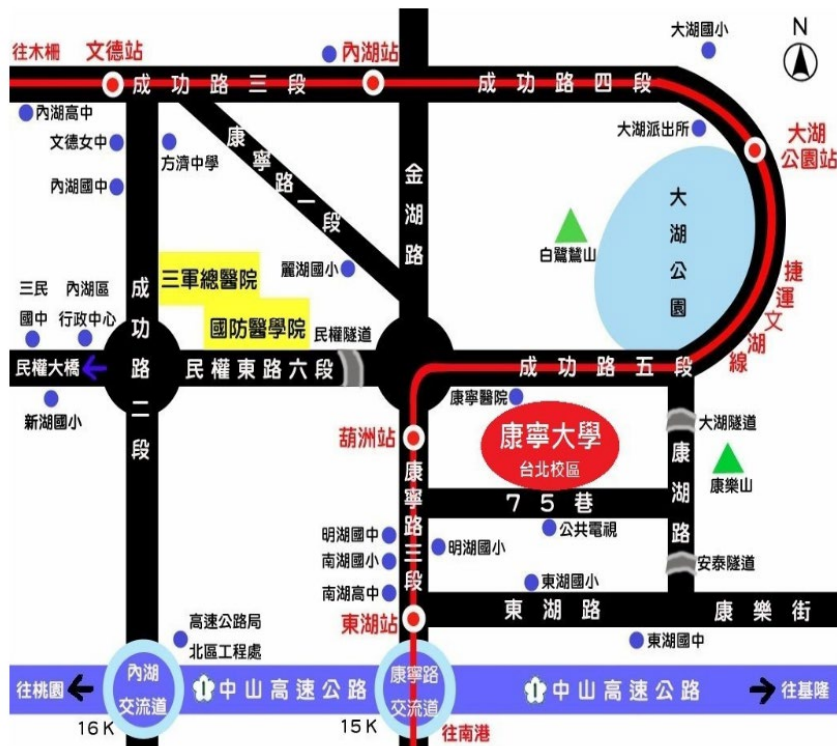 大湖國小
N
往木柵
文德站
內湖站
成功路三段
成功路四段
內湖高中
文德女中
方濟中學
內湖國中
康寧路一段
金湖路
大湖派出所
大湖公園站
大湖公園
白鷺鷥山
捷運文湖線
三軍總醫院
麗湖國小
國防醫學院
三民國中
內湖區行政中心
成功路二段
民權隧道
民權大橋
民權東路六段
成功路五段
新湖國小
康寧醫院
葫洲站
康寧大學
台北校區
大湖隧道
康湖路
康樂山
75巷
康寧路三段
明湖國中
明湖國小
公共電視
南湖國小
安泰隧道
南湖高中
東湖國小
東湖站
東湖路
康樂街
高速公路局
北區工程處
東湖國中
往桃園
內湖
交流道
1
中山高速公路
康寧路
交流道
1
中山高速公路
往基隆
16K
15K
往南港